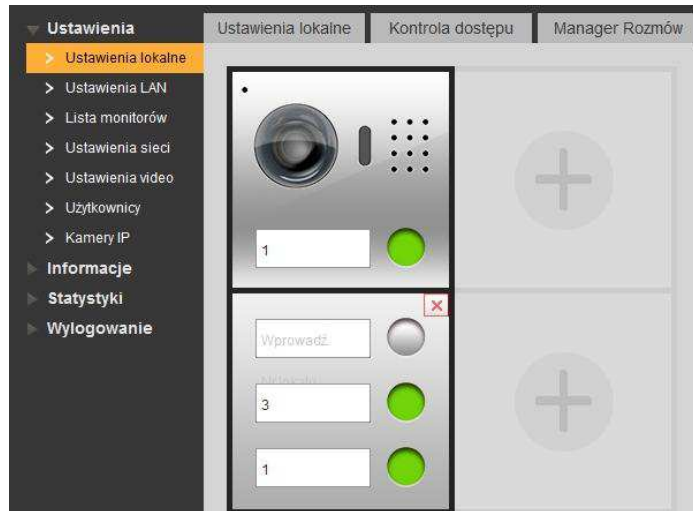 Ustawienia
Ustawienia lokalne
Ustawienia LAN
Lista monitorów
Ustawienia sieci
Ustawienia video
Użytkownicy
Kamery IP
Informacje
Statystyki
Wylogowanie
Ustawienia lokalne Kontrola dostępu Manager Rozmów
1
Wprowadź
3
1